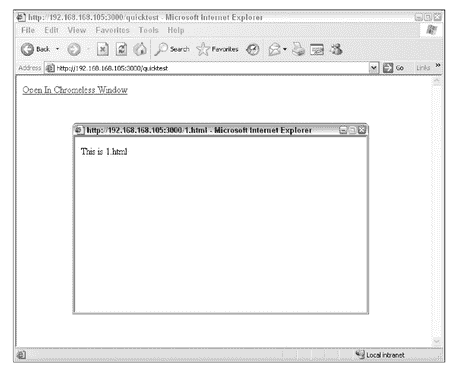 http://192.168.168.105:3000/quicktest - Microsoft Internet Explorer
File Edit View Favorites Tools Help
Back Search Favorites
Address http://192.168.168.105:3000/quicktest Go Links »
Open In Chromeless Window
http://192.168.168.105:3000/1.html - Microsoft Internet Explorer
This is 1.html
Local intranet